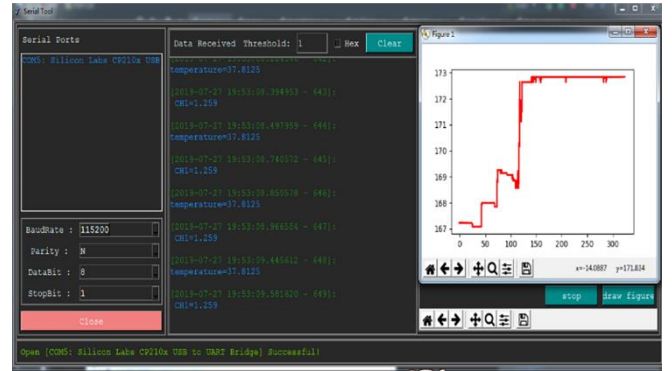 Serial Tool
Serial Ports
COM5: Silicon Labs CP210x USB
BaudRate : 115200
Parity : N
DataBit : 8
StopBit : 1
Close
Data Received Threshold: 1 Hex Clear
temperature=37.8125
[2019-07-27 19:53:08.394953 - 643]:
CH1=1.259
[2019-07-27 19:53:08.497959 - 644]:
temperature=37.8125
[2019-07-27 19:53:08.740572 - 645]:
CH1=1.259
[2019-07-27 19:53:08.850578 - 646]:
temperature=37.8125
[2019-07-27 19:53:08.966586 - 647]:
CH1=1.259
[2019-07-27 19:53:09.445612 - 648]:
temperature=37.8125
[2019-07-27 19:53:09.581820 - 649]:
CH1=1.259
Figure 1
173
172
171
170
169
168
167
0 50 100 150 200 250 300
x=-14.0887 y=171.834
stop draw figure
Open [COM5: Silicon Labs CP210x USB to UART Bridge] Successful!